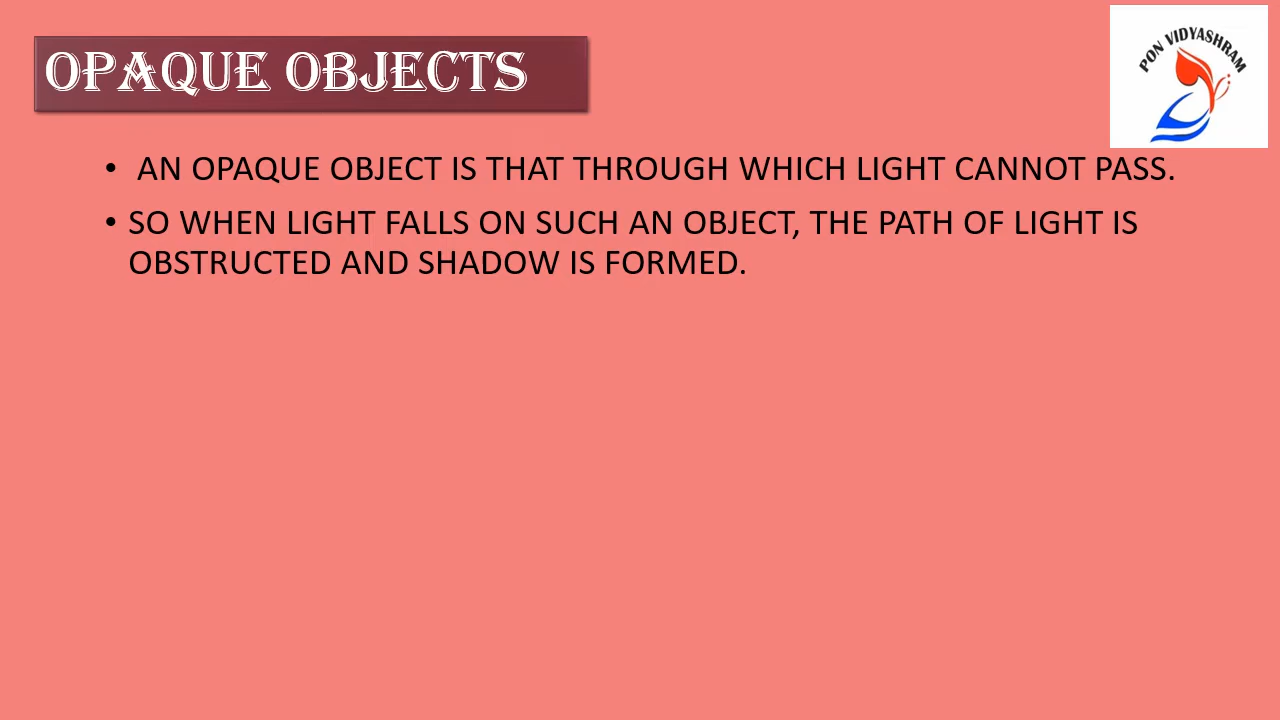 OPAQUE OBJECTS
PON VIDYASHRAM
• AN OPAQUE OBJECT IS THAT THROUGH WHICH LIGHT CANNOT PASS.
• SO WHEN LIGHT FALLS ON SUCH AN OBJECT, THE PATH OF LIGHT IS
OBSTRUCTED AND SHADOW IS FORMED.